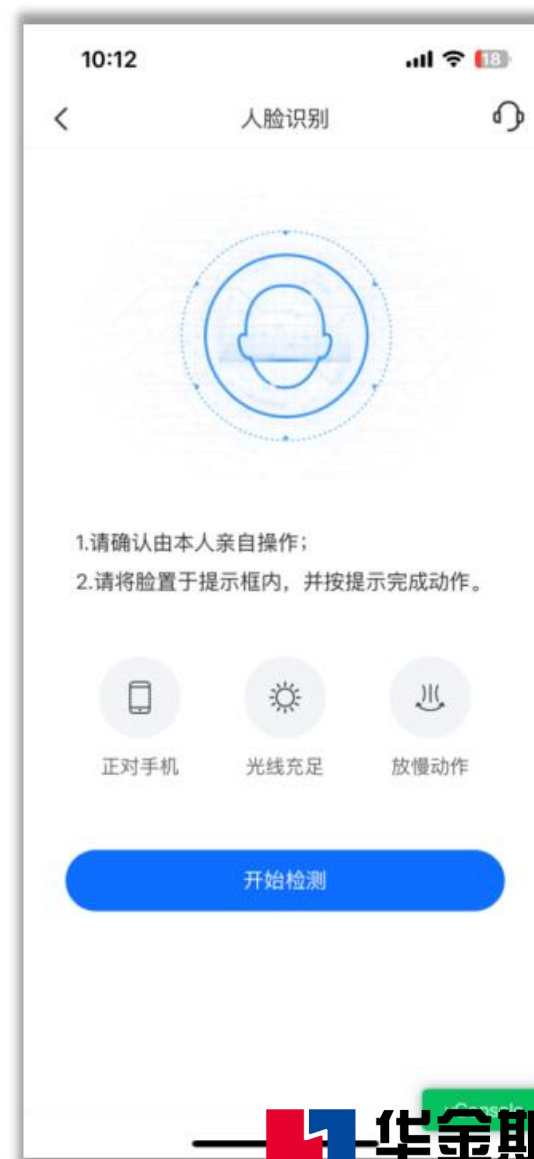 10:12
18
人脸识别
1.请确认由本人亲自操作；
2.请将脸置于提示框内，并按提示完成动作。
正对手机
光线充足
放慢动作
开始检测
vConsole
华金期